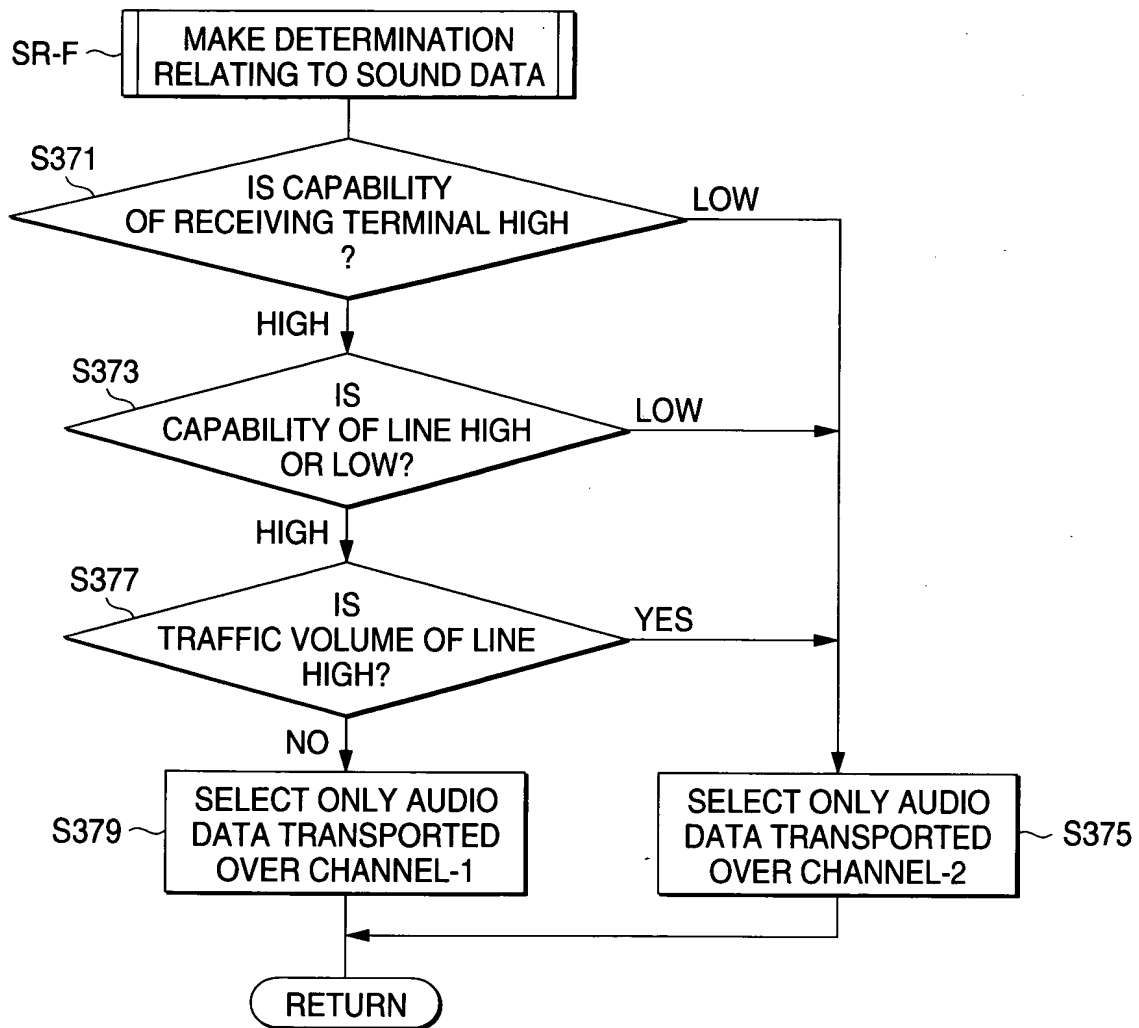 SR-F
MAKE DETERMINATION
RELATING TO SOUND DATA
S371
IS CAPABILITY
OF RECEIVING TERMINAL HIGH
?
LOW
HIGH
S373
IS
CAPABILITY OF LINE HIGH
OR LOW?
LOW
HIGH
S377
IS
TRAFFIC VOLUME OF LINE
HIGH?
YES
NO
S379
SELECT ONLY AUDIO
DATA TRANSPORTED
OVER CHANNEL-1
SELECT ONLY AUDIO
DATA TRANSPORTED
OVER CHANNEL-2
S375
RETURN